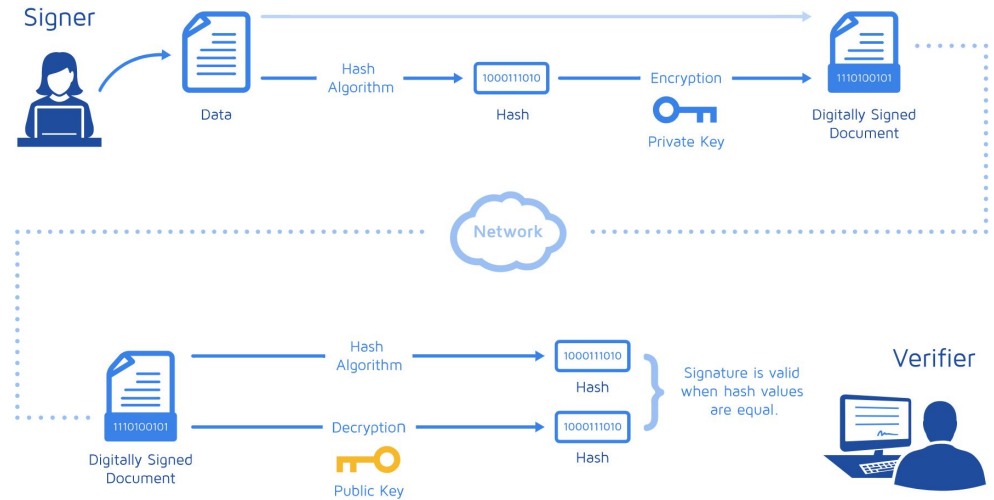 Signer
Data
Hash
Algorithm
1000111010
Hash
Encryption
Private Key
1110100101
Digitally Signed
Document
Network
1110100101
Digitally Signed
Document
Hash
Algorithm
1000111010
Hash
Decryption
Public Key
1000111010
Hash
Signature is valid
when hash values
are equal.
Verifier